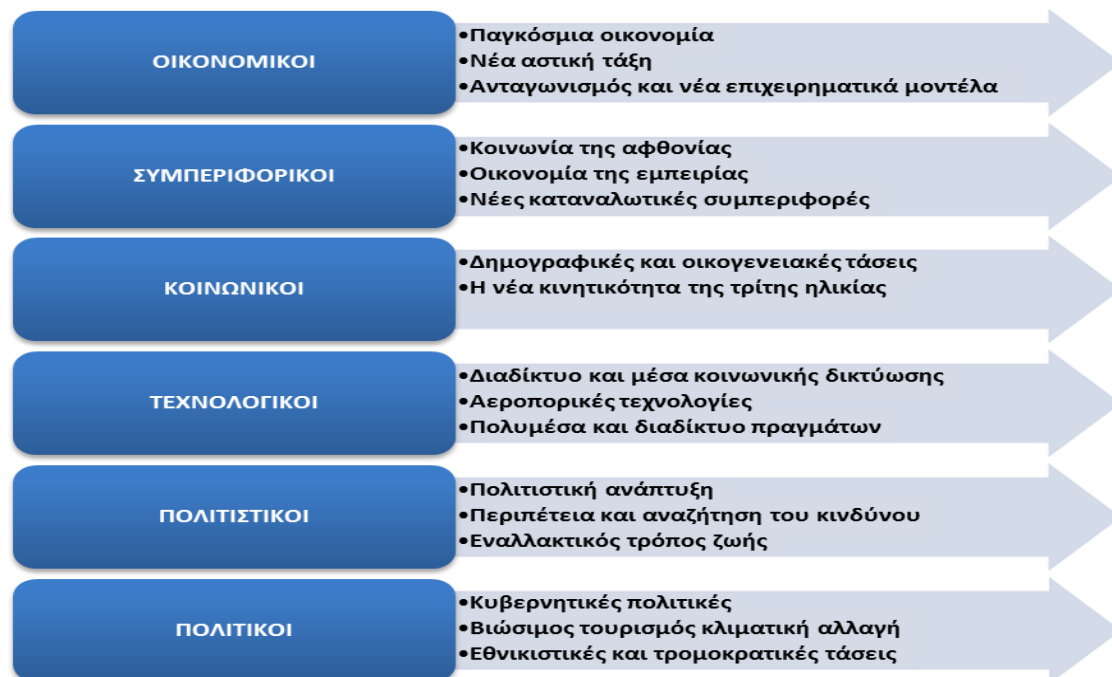 ΟΙΚΟΝΟΜΙΚΟΙ
•Παγκόσμια οικονομία
•Νέα αστική τάξη
•Ανταγωνισμός και νέα επιχειρηματικά μοντέλα
ΣΥΜΠΕΡΙΦΟΡΙΚΟΙ
•Κοινωνία της αφθονίας
•Οικονομία της εμπειρίας
•Νέες καταναλωτικές συμπεριφορές
ΚΟΙΝΩΝΙΚΟΙ
•Δημογραφικές και οικογενειακές τάσεις
•Η νέα κινητικότητα της τρίτης ηλικίας
ΤΕΧΝΟΛΟΓΙΚΟΙ
•Διαδίκτυο και μέσα κοινωνικής δικτύωσης
•Αεροπορικές τεχνολογίες
•Πολυμέσα και διαδίκτυο πραγμάτων
ΠΟΛΙΤΙΣΤΙΚΟΙ
•Πολιτιστική ανάπτυξη
•Περιπέτεια και αναζήτηση του κινδύνου
•Εναλλακτικός τρόπος ζωής
ΠΟΛΙΤΙΚΟΙ
•Κυβερνητικές πολιτικές
•Βιώσιμος τουρισμός κλιματική αλλαγή
•Εθνικιστικές και τρομοκρατικές τάσεις